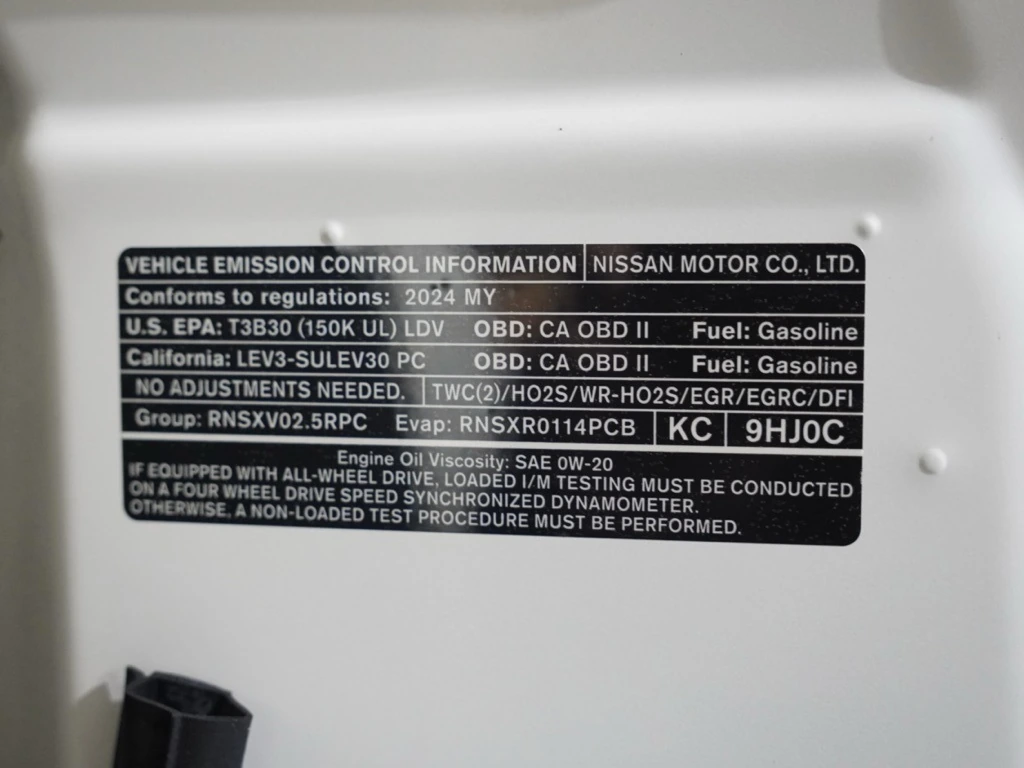 VEHICLE EMISSION CONTROL INFORMATION NISSAN MOTOR CO., LTD.
Conforms to regulations: 2024 MY
U.S. EPA: T3B30 (150K UL) LDV OBD: CA OBD II Fuel: Gasoline
California: LEV3-SULEV30 PC OBD: CA OBD II Fuel: Gasoline
NO ADJUSTMENTS NEEDED. TWC(2)/HO2S/WR-HO2S/EGR/EGRC/DFI
Group: RNSXV02.5RPC Evap: RNSXR0114PCB KC 9HJ0C
Engine Oil Viscosity: SAE 0W-20
IF EQUIPPED WITH ALL-WHEEL DRIVE, LOADED I/M TESTING MUST BE CONDUCTED
ON A FOUR WHEEL DRIVE SPEED SYNCHRONIZED DYNAMOMETER.
OTHERWISE, A NON-LOADED TEST PROCEDURE MUST BE PERFORMED.